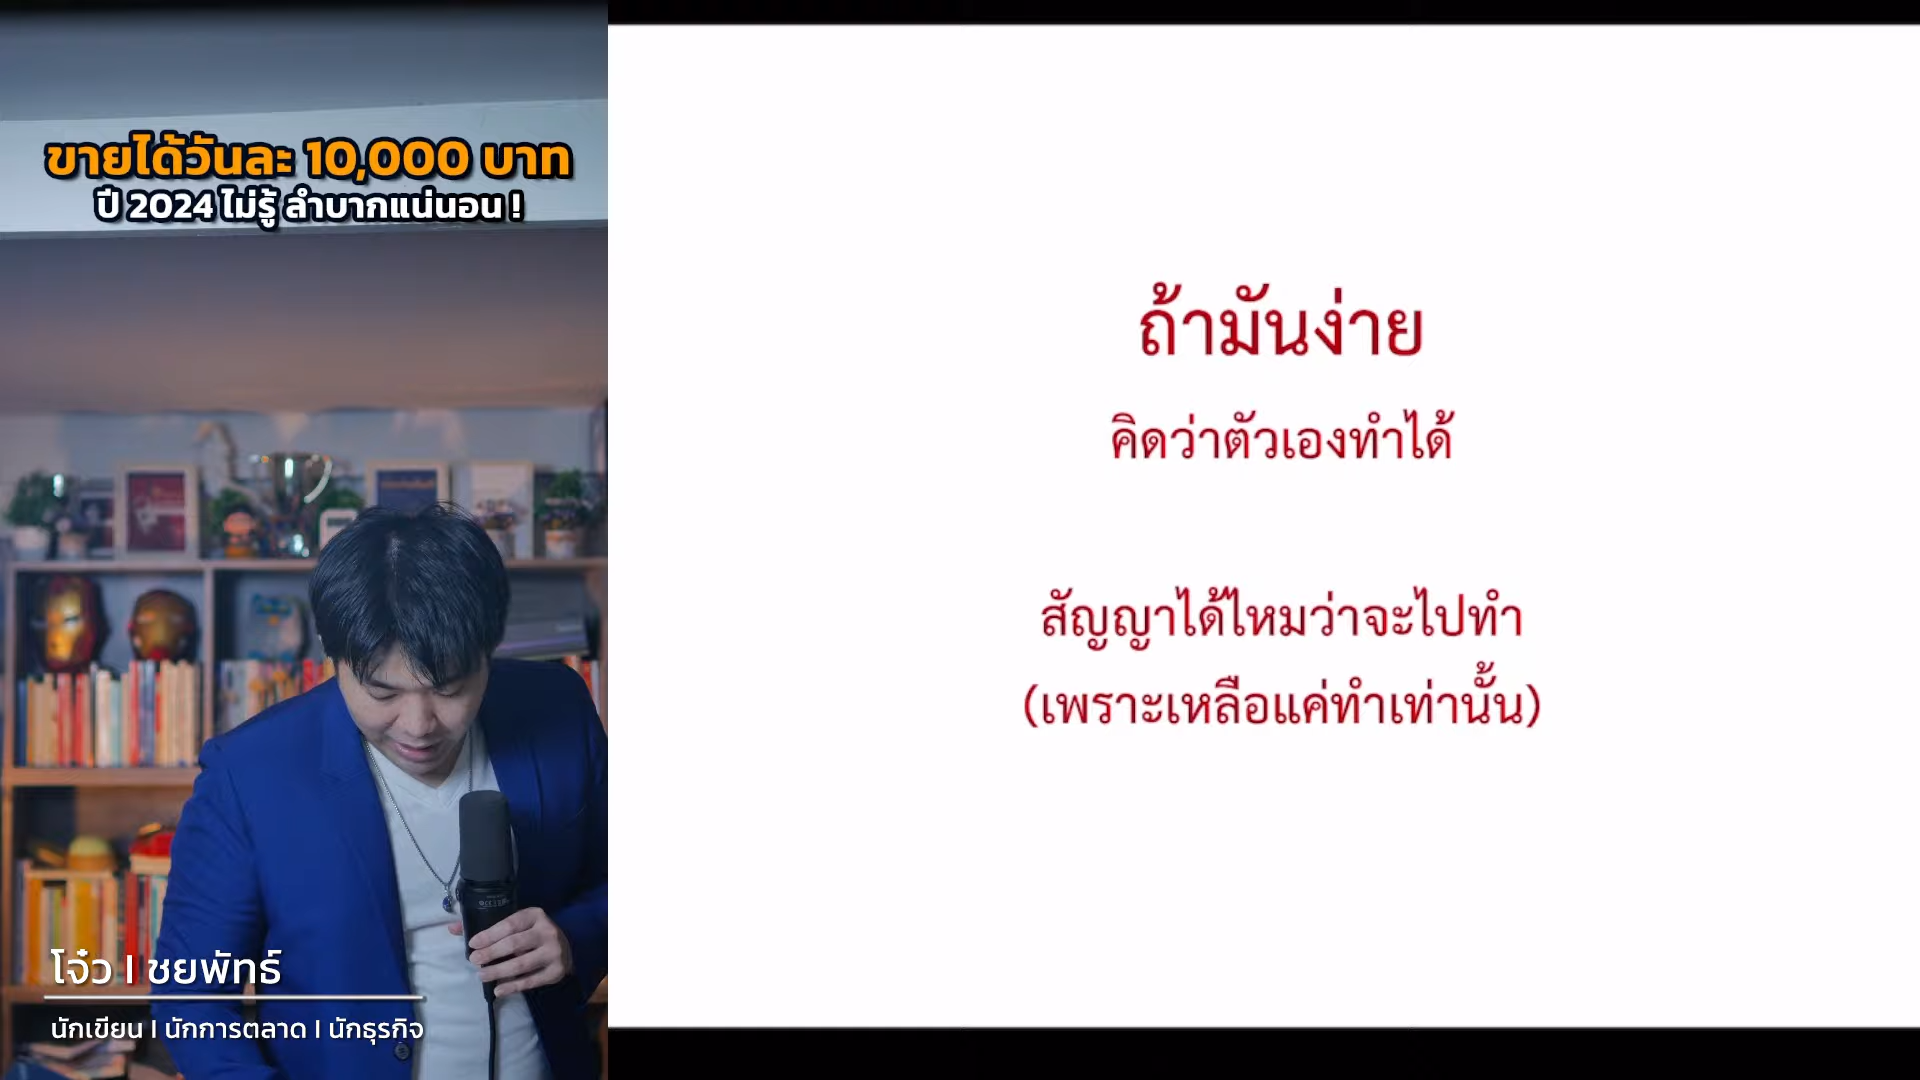 ขายได้วันละ 10,000 บาท
ปี 2024 ไม่รู้ ลำบากแน่นอน !
โจ๋ว I ชยพัทธ์
นักเขียน I นักการตลาด I นักธุรกิจ
ถ้ามันง่าย
คิดว่าตัวเองทำได้
สัญญาได้ไหมว่าจะไปทำ
(เพราะเหลือแค่ทำเท่านั้น)